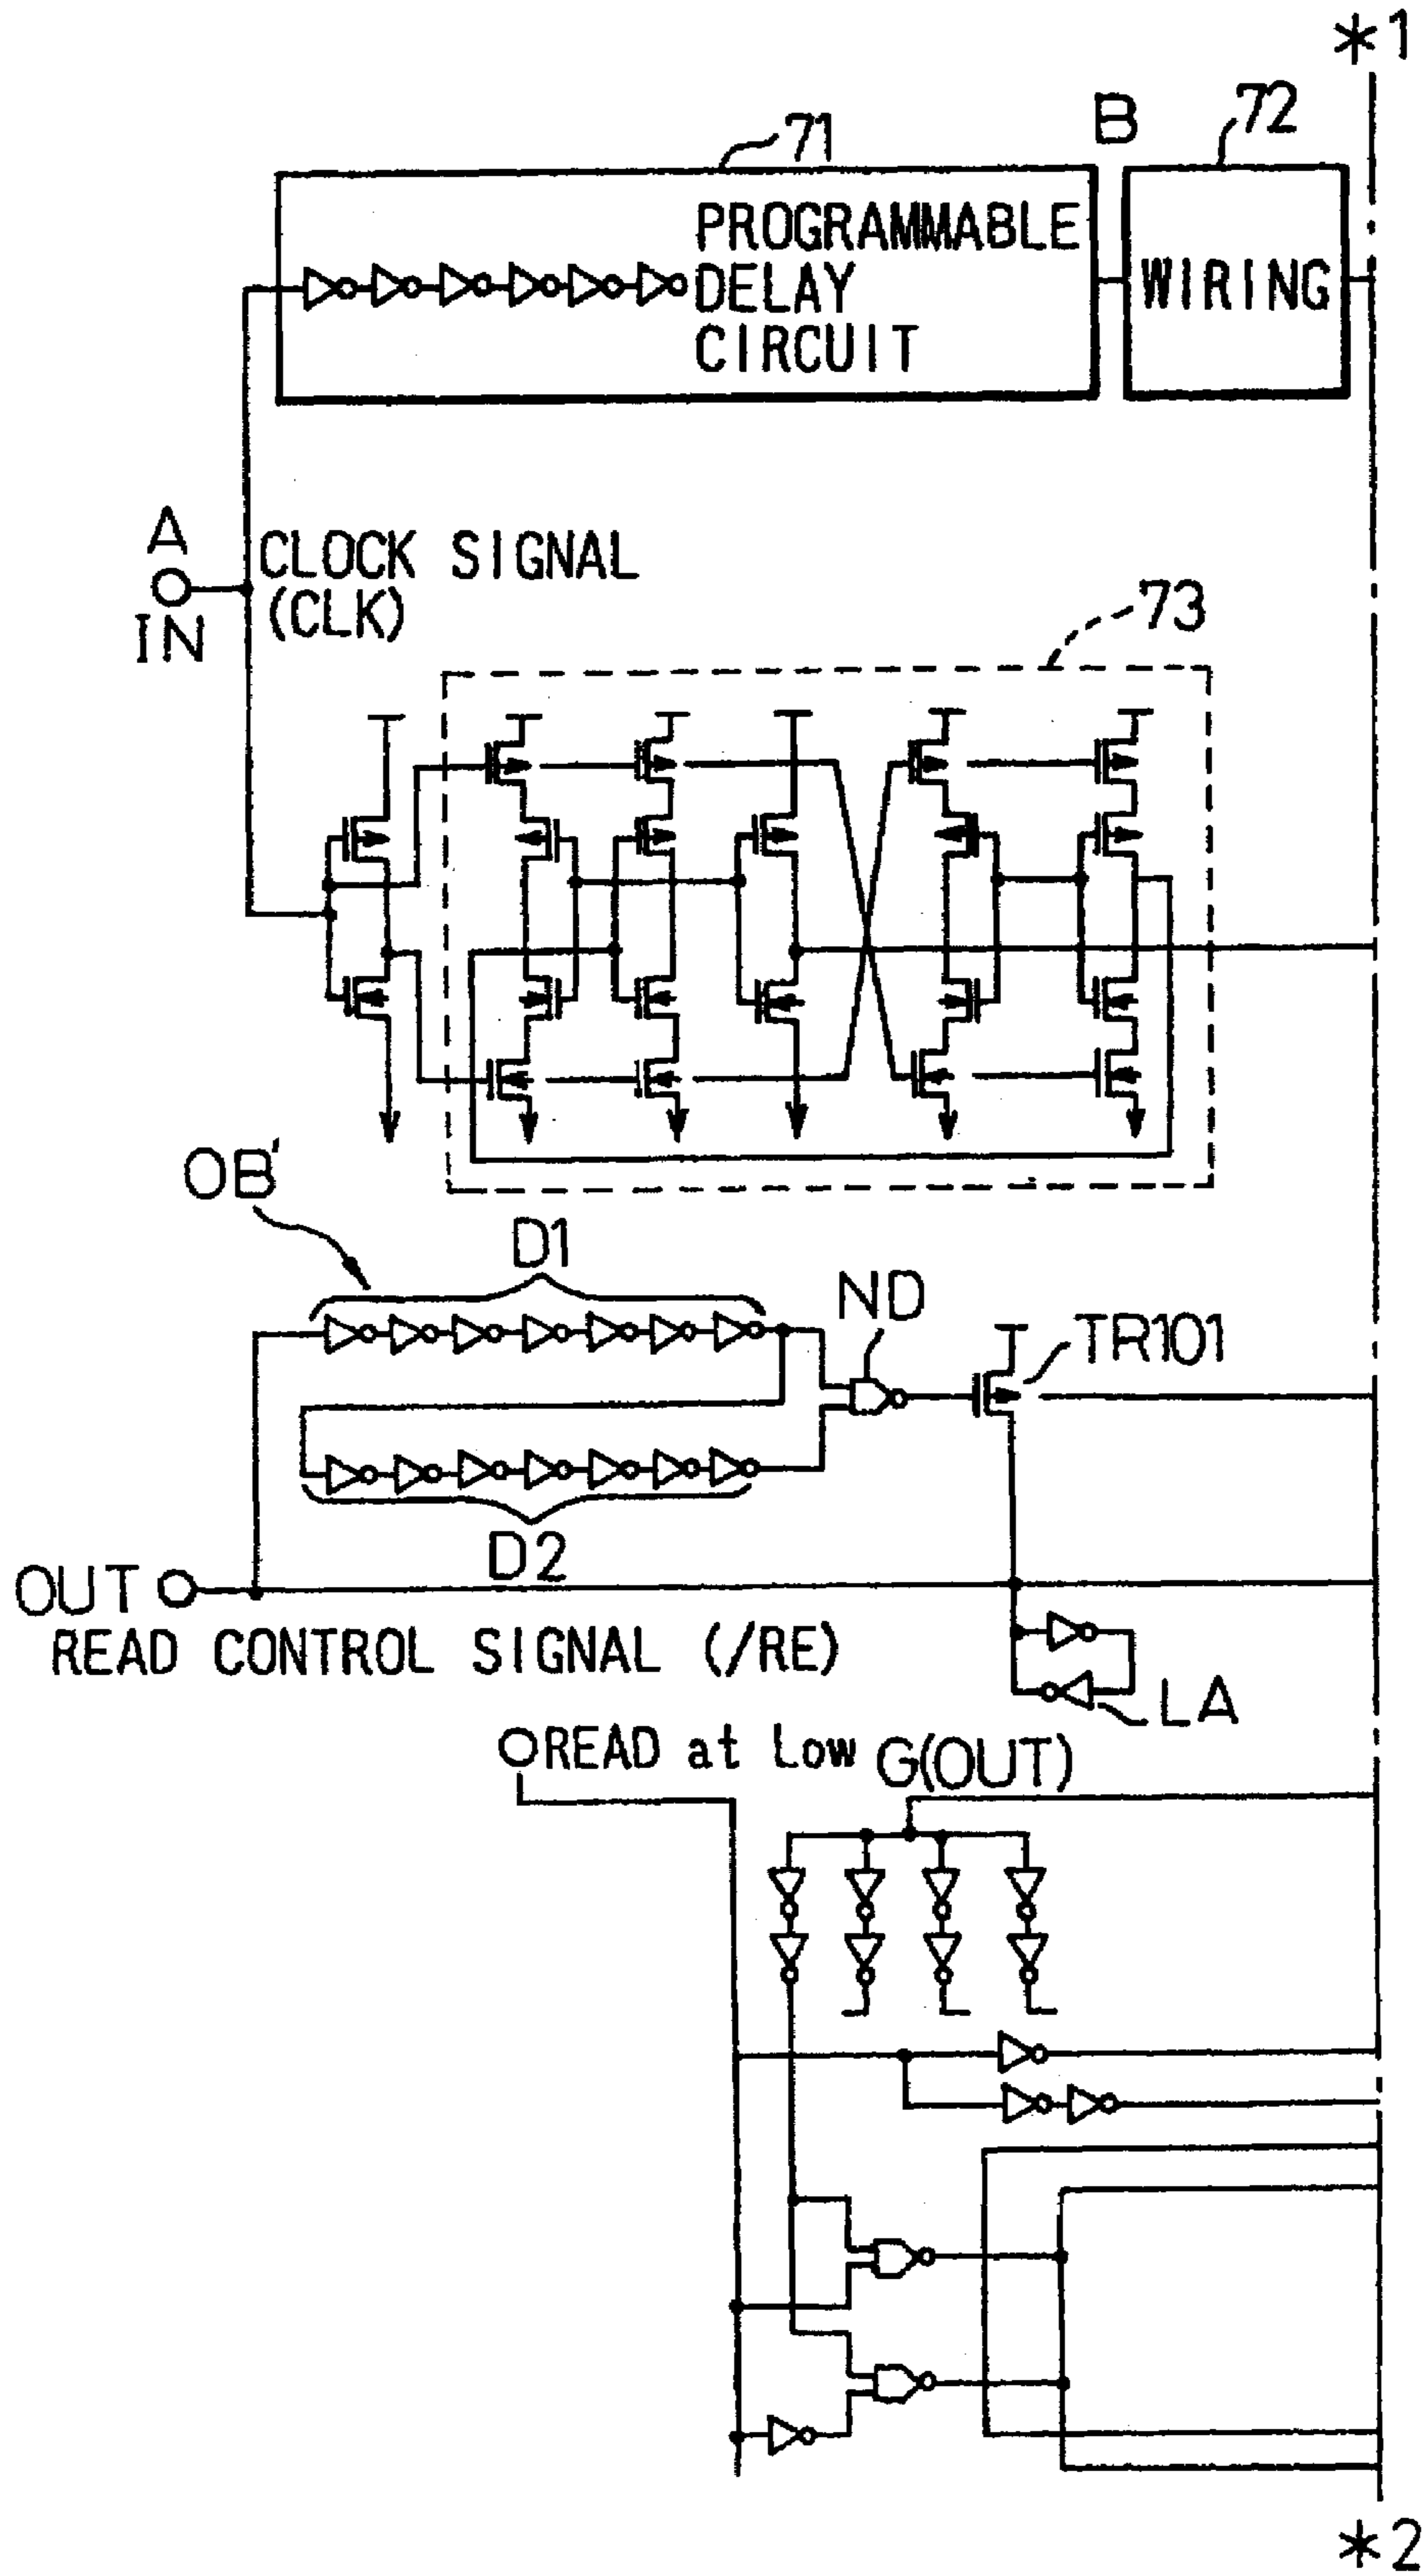 *1
71
B
72
PROGRAMMABLE
DELAY
CIRCUIT
WIRING
A
IN
CLOCK SIGNAL
(CLK)
73
OB'
D1
ND
TR101
D2
OUT
READ CONTROL SIGNAL (/RE)
LA
READ at Low
G(OUT)
*2